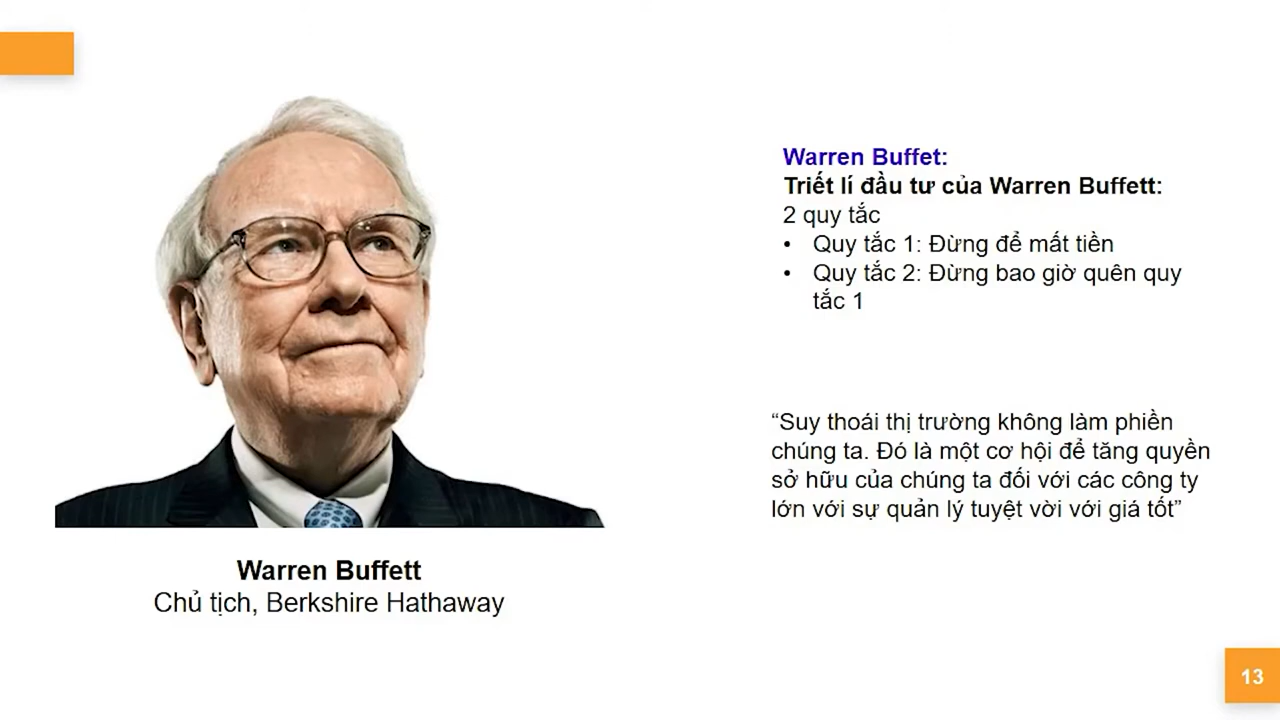 Warren Buffet:
Triết lí đầu tư của Warren Buffett:
2 quy tắc
• Quy tắc 1: Đừng để mất tiền
• Quy tắc 2: Đừng bao giờ quên quy
tắc 1
“Suy thoái thị trường không làm phiền
chúng ta. Đó là một cơ hội để tăng quyền
sở hữu của chúng ta đối với các công ty
lớn với sự quản lý tuyệt vời với giá tốt”
Warren Buffett
Chủ tịch, Berkshire Hathaway
13